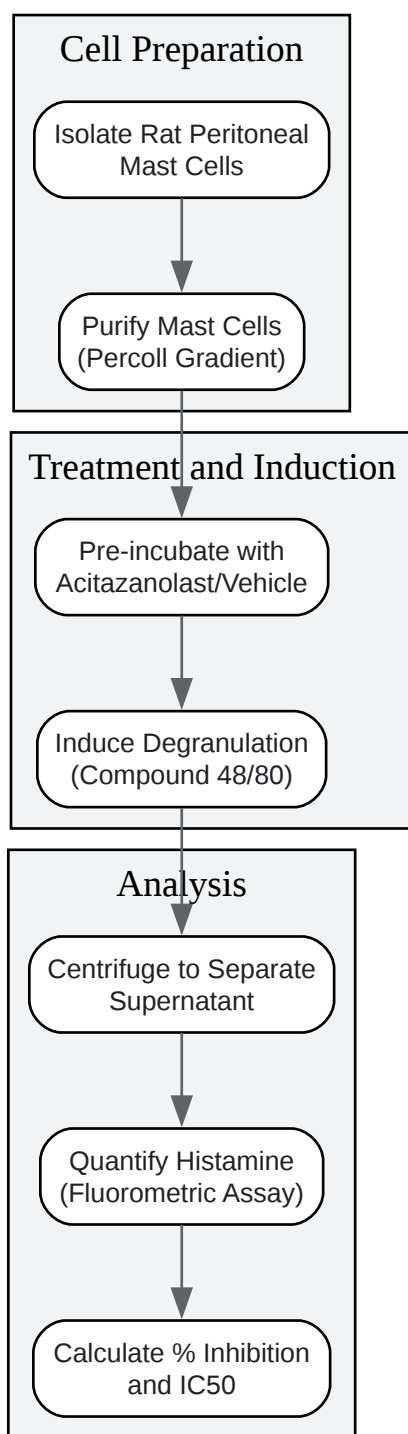 Cell Preparation
Isolate Rat Peritoneal
Mast Cells
Purify Mast Cells
(Percoll Gradient)
Treatment and Induction
Pre-incubate with
Acitazanolast/Vehicle
Induce Degranulation
(Compound 48/80)
Analysis
Centrifuge to Separate
Supernatant
Quantify Histamine
(Fluorometric Assay)
Calculate % Inhibition
and IC50